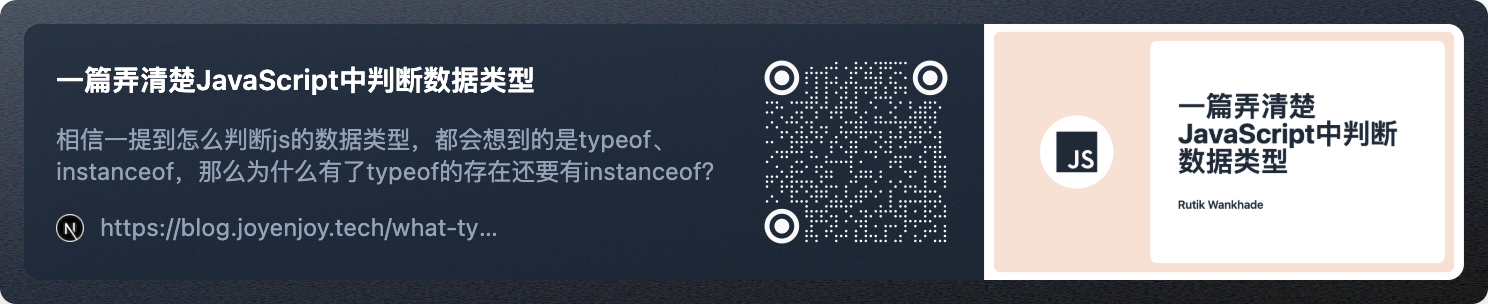 一篇弄清楚JavaScript中判断数据类型
相信一提到怎么判断js的数据类型，都会想到的是typeof、
instanceof，那么为什么有了typeof的存在还要有instanceof?
N
https://blog.joyenjoy.tech/what-ty...
JS
一篇弄清楚
JavaScript中判断
数据类型
Rutik Wankhade